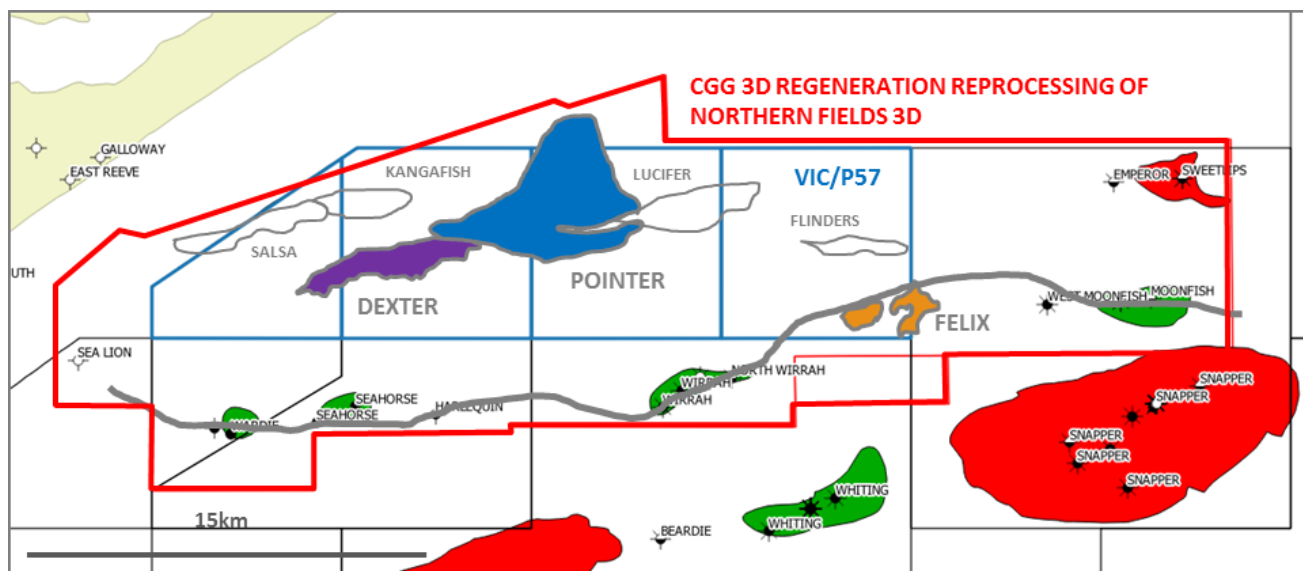 CGG 3D REGENERATION REPROCESSING OF
NORTHERN FIELDS 3D
GALLOWAY
EAST REEVE
KANGAFISH
LUCIFER
VIC/P57
EMPEROR
SWEETLIPS
SALSA
FLINDERS
UTH
DEXTER
POINTER
FELIX
WEST MOONFISH
MOONFISH
SEA LION
NORTH WIRRAH
WIRRAH
WIRRAH
SNAPPER
SNAPPER
SEAHORSE
SEAHORSE
HARLEQUIN
WARDIE
SNAPPER
SNAPPER
SNAPPER
WHITING
WHITING
BEARDIE
15km